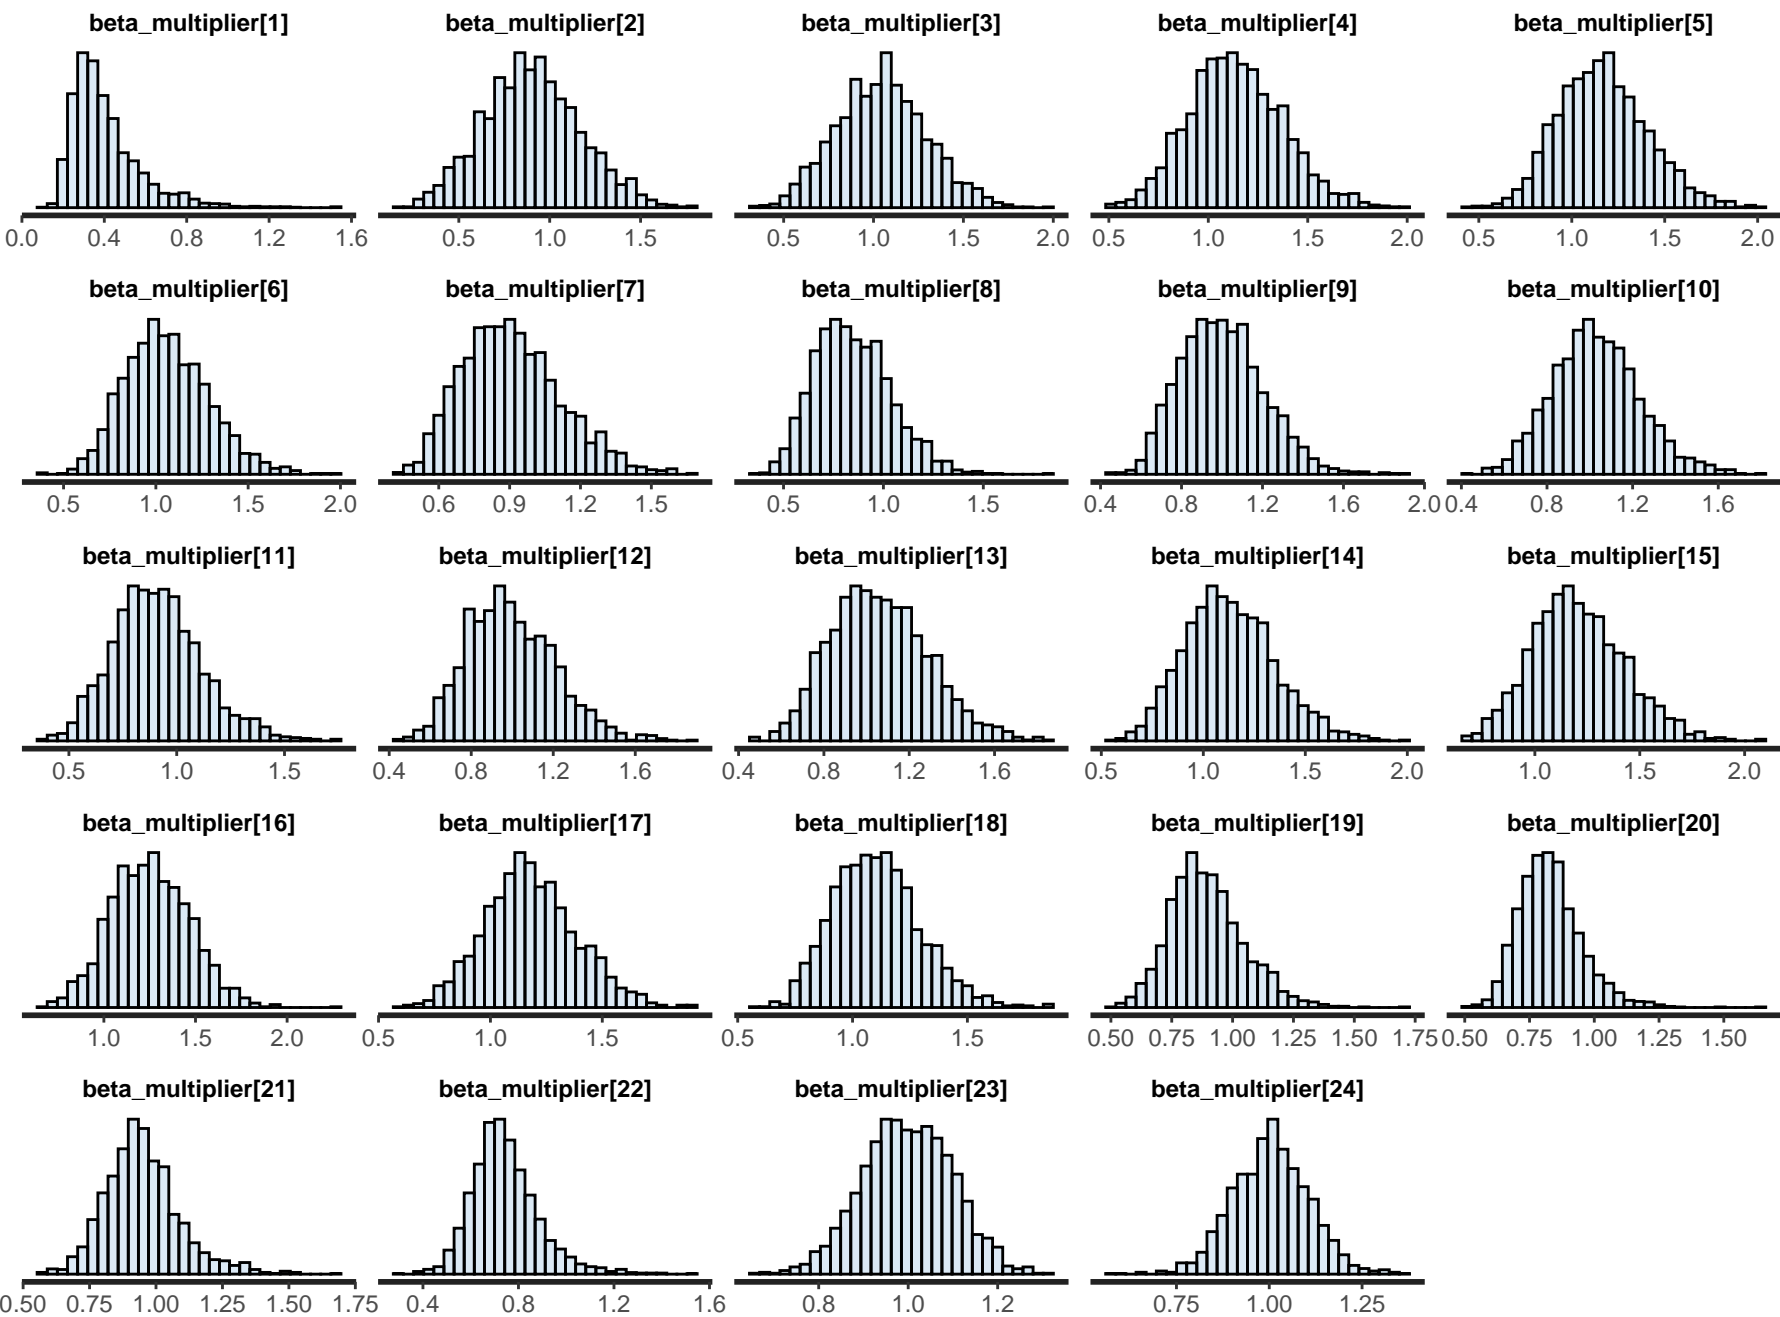 beta_multiplier[1] beta_multiplier[2] beta_multiplier[3] beta_multiplier[4] beta_multiplier[5]
0.0 0.4 0.8 1.2 1.6 0.5 1.0 1.5 0.5 1.0 1.5 2.0 0.5 1.0 1.5 2.0 0.5 1.0 1.5 2.0
beta_multiplier[6] beta_multiplier[7] beta_multiplier[8] beta_multiplier[9] beta_multiplier[10]
0.5 1.0 1.5 2.0 0.6 0.9 1.2 1.5 0.5 1.0 1.5 0.4 0.8 1.2 1.6 2.0 0.4 0.8 1.2 1.6
beta_multiplier[11] beta_multiplier[12] beta_multiplier[13] beta_multiplier[14] beta_multiplier[15]
0.5 1.0 1.5 0.4 0.8 1.2 1.6 0.4 0.8 1.2 1.6 0.5 1.0 1.5 2.0 1.0 1.5 2.0
beta_multiplier[16] beta_multiplier[17] beta_multiplier[18] beta_multiplier[19] beta_multiplier[20]
1.0 1.5 2.0 0.5 1.0 1.5 0.5 1.0 1.5 0.50 0.75 1.00 1.25 1.50 1.75 0.50 0.75 1.00 1.25 1.50
beta_multiplier[21] beta_multiplier[22] beta_multiplier[23] beta_multiplier[24]
0.50 0.75 1.00 1.25 1.50 1.75 0.4 0.8 1.2 1.6 0.8 1.0 1.2 0.75 1.00 1.25